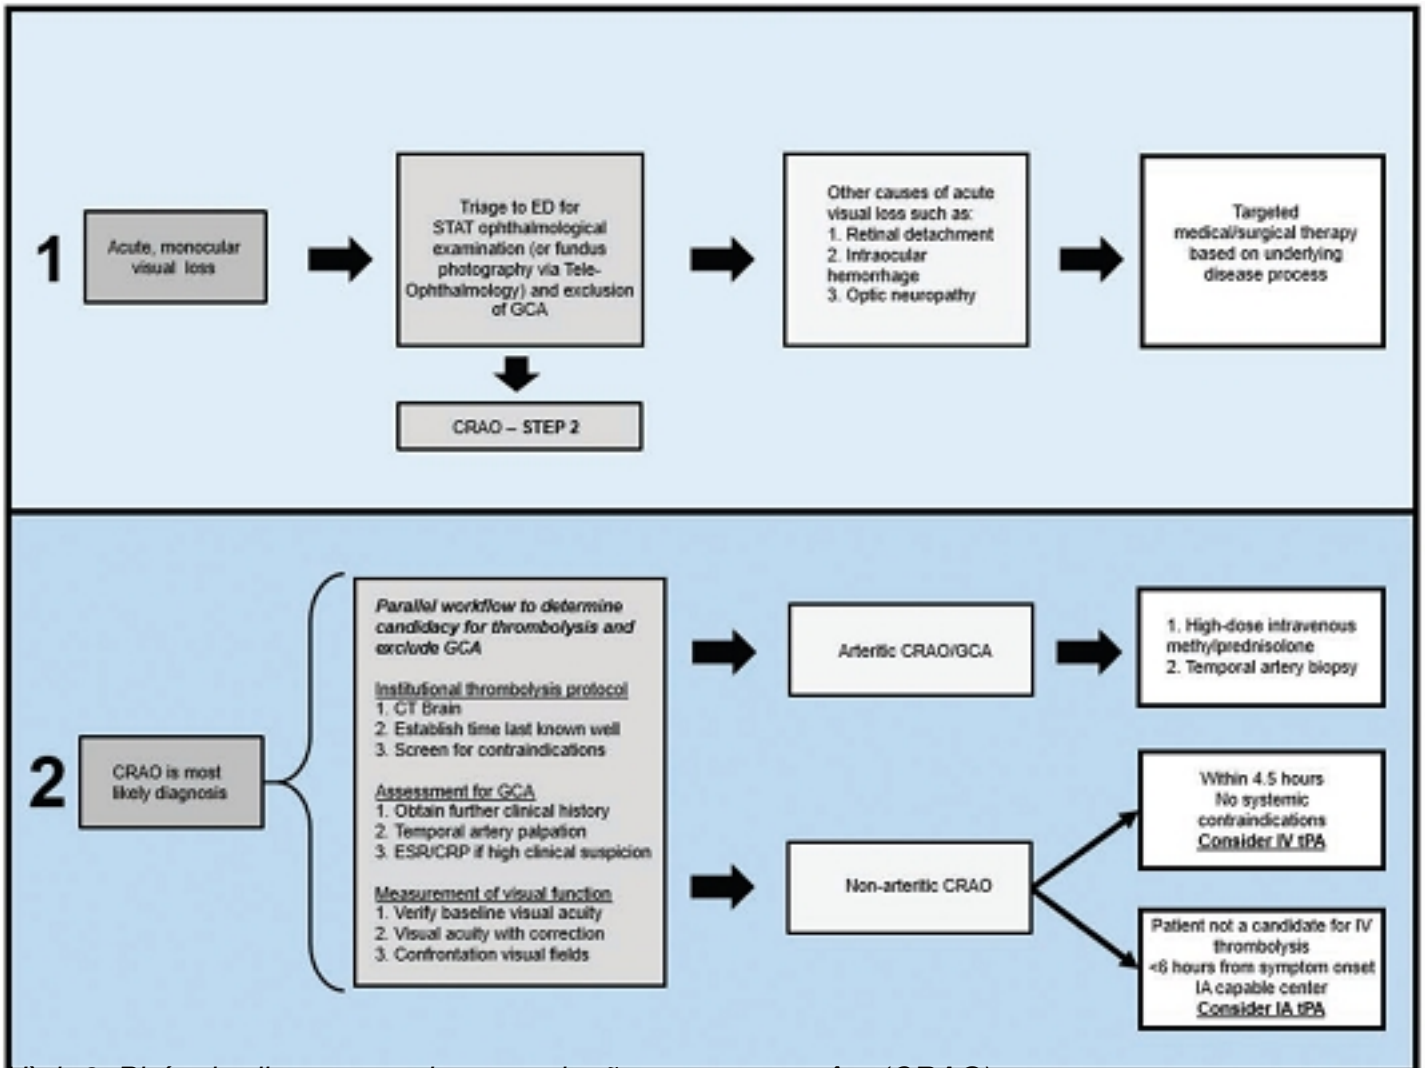 1
Acute, monocular
visual loss
Triage to ED for
STAT ophthalmological
examination (or fundus
photography via Tele-
Ophthalmology) and exclusion
of GCA
Other causes of acute
visual loss such as:
1. Retinal detachment
2. Intraocular
hemorrhage
3. Optic neuropathy
Targeted
medical/surgical therapy
based on underlying
disease process
CRAO – STEP 2
2
CRAO is most
likely diagnosis
Parallel workflow to determine
candidacy for thrombolysis and
exclude GCA
Institutional thrombolysis protocol
1. CT Brain
2. Establish time last known well
3. Screen for contraindications
Assessment for GCA
1. Obtain further clinical history
2. Temporal artery palpation
3. ESR/CRP if high clinical suspicion
Measurement of visual function
1. Verify baseline visual acuity
2. Visual acuity with correction
3. Confrontation visual fields
Arteritic CRAO/GCA
1. High-dose intravenous
methylprednisolone
2. Temporal artery biopsy
Non-arteritic CRAO
Within 4.5 hours
No systemic
contraindications
Consider IV tPA
Patient not a candidate for IV
thrombolysis
<6 hours from symptom onset
IA capable center
Consider IA tPA
(CRAO)